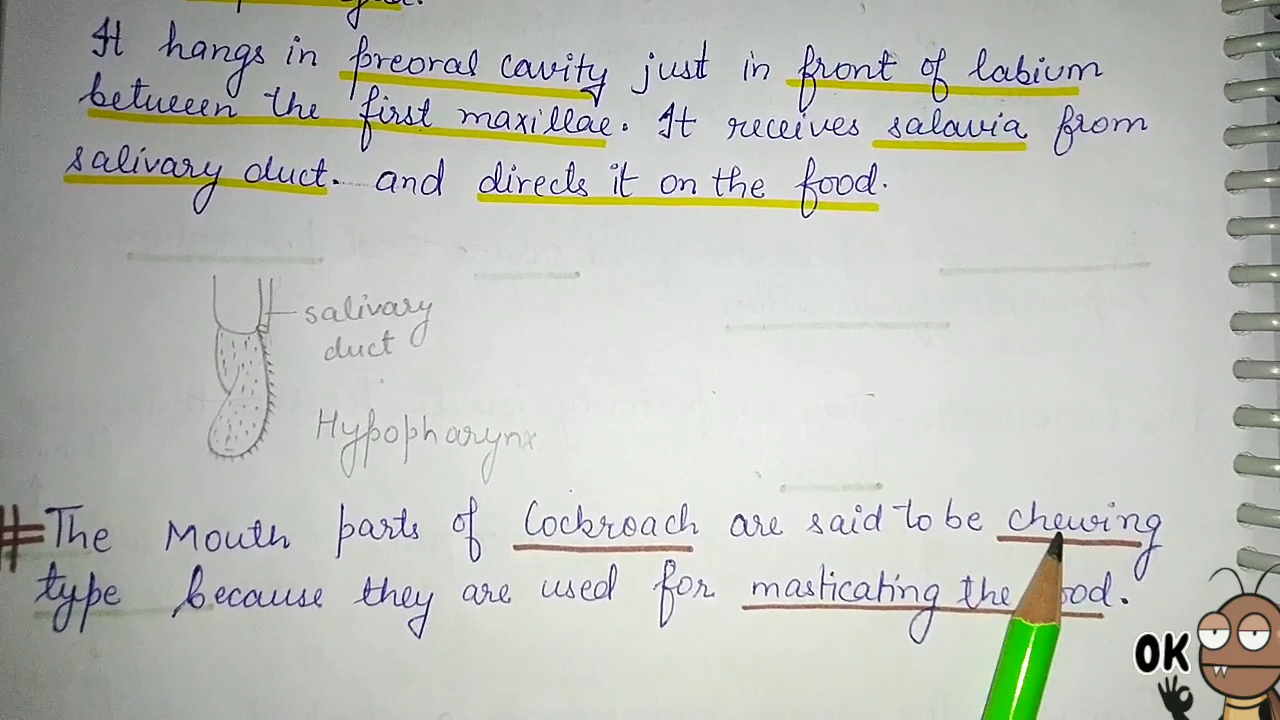 It hangs in preoral cavity just in front of labium
between the first maxillae. It receives salavia from
salivary duct. and directs it on the food.
salivary
duct
Hypopharynx
# The Mouth parts of Cockroach are said to be chewing
type because they are used for masticating the food.
OK